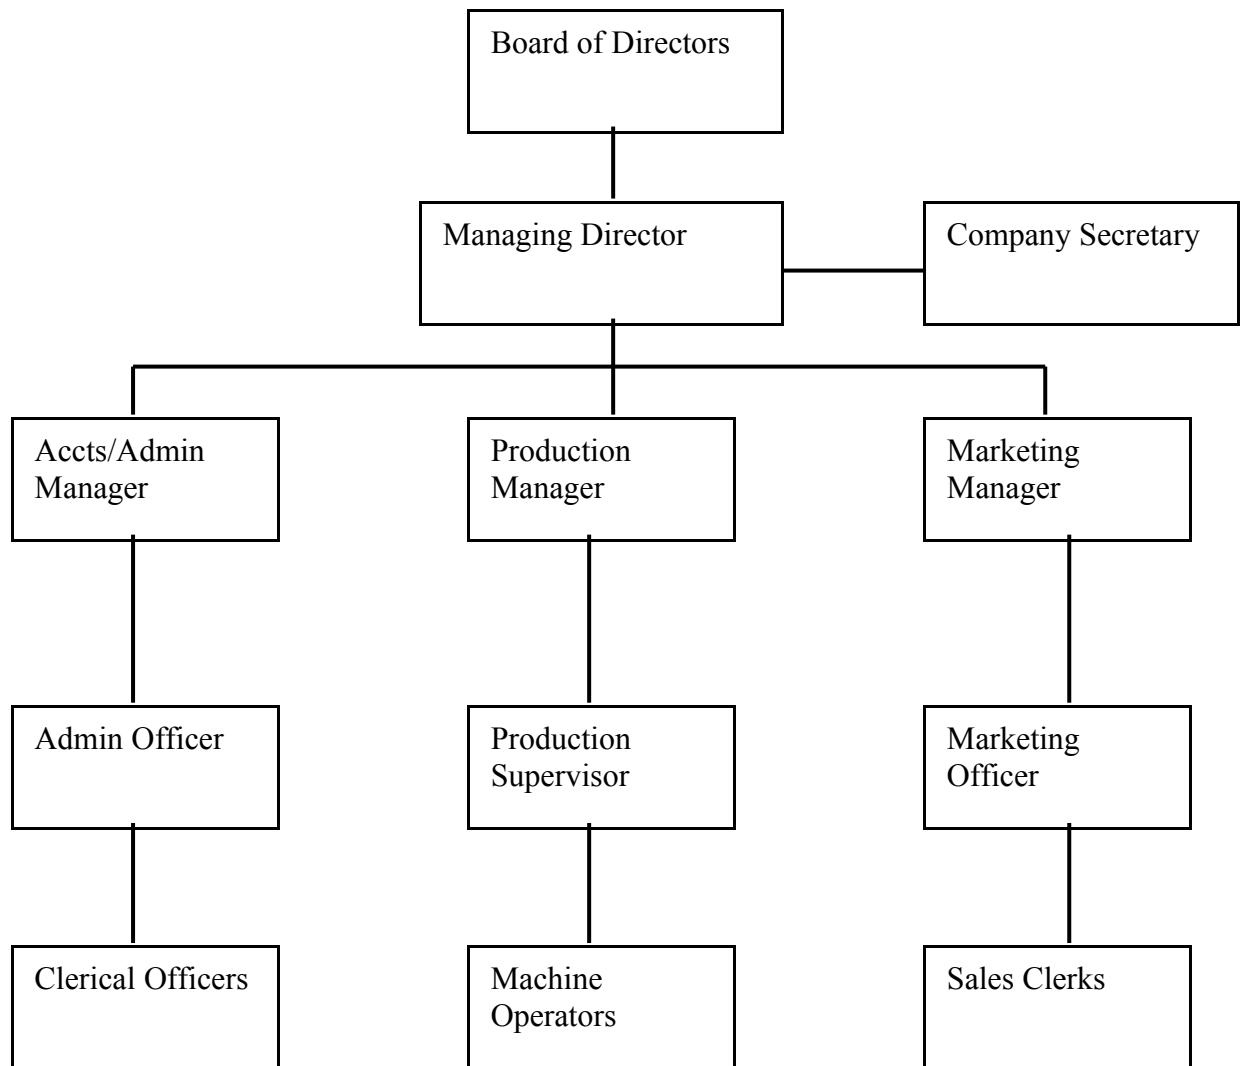 Board of Directors
Managing Director
Company Secretary
Accts/Admin
Manager
Production
Manager
Marketing
Manager
Admin Officer
Production
Supervisor
Marketing
Officer
Clerical Officers
Machine
Operators
Sales Clerks